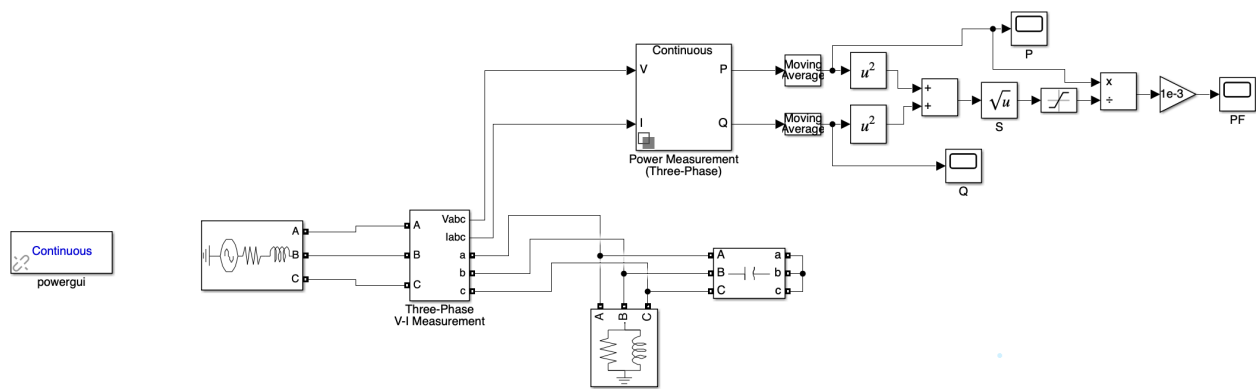 Continuous
V
P
I
Q
Power Measurement
(Three-Phase)
Moving
Average
u²
Moving
Average
u²
+
+
√u
S
P
Q
x
÷
1e-3
PF
Continuous
powergui
A
B
C
A
B
C
Vabc
Iabc
a
b
c
Three-Phase
V-I Measurement
A
B
C
a
b
c
A
B
C